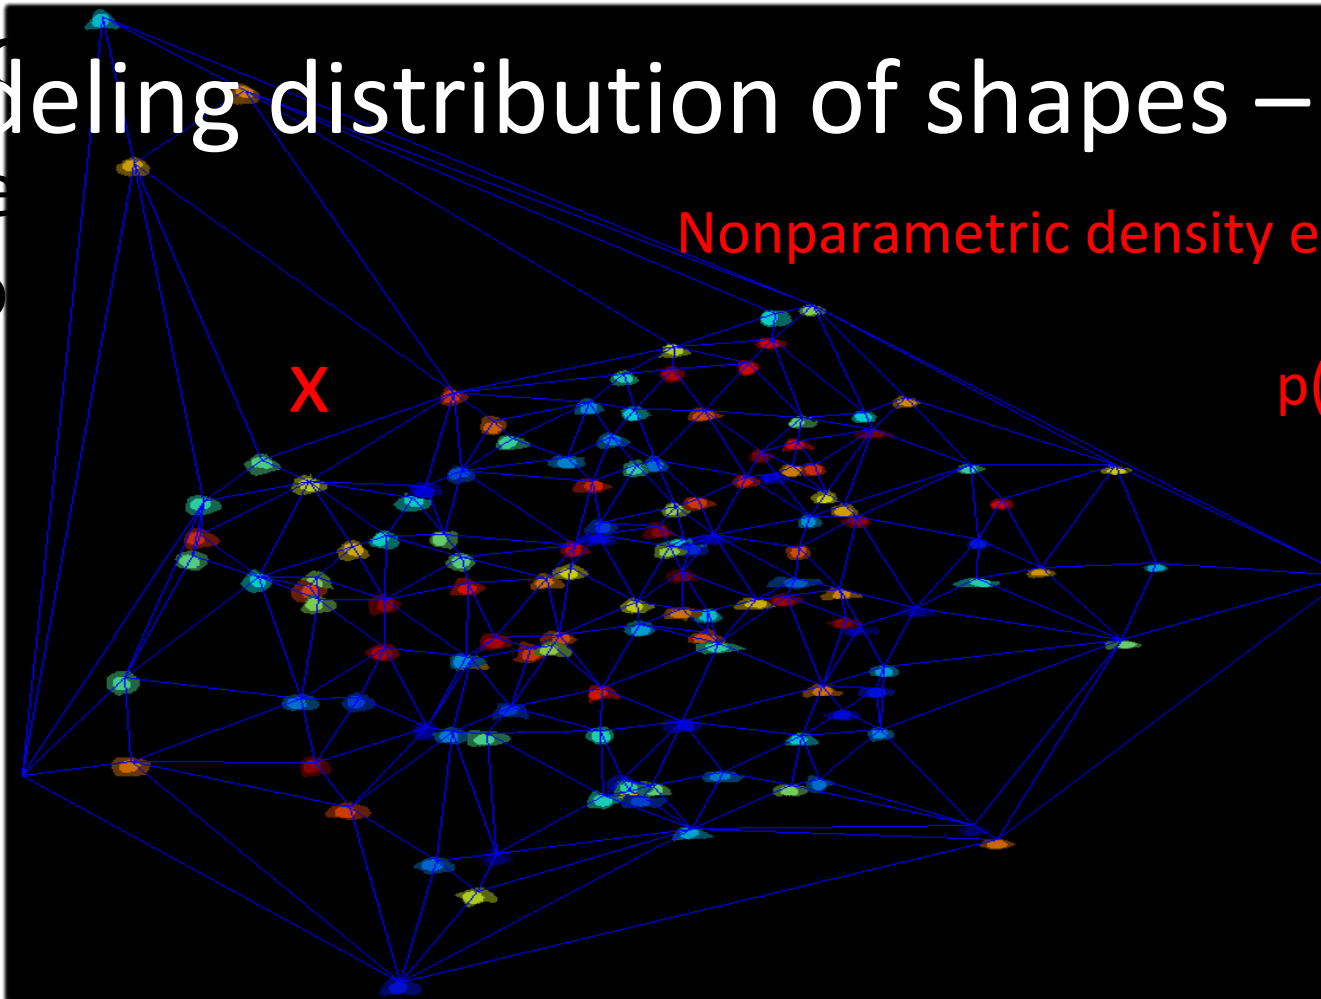 deling distribution of shapes –
Nonparametric density e
X
p(